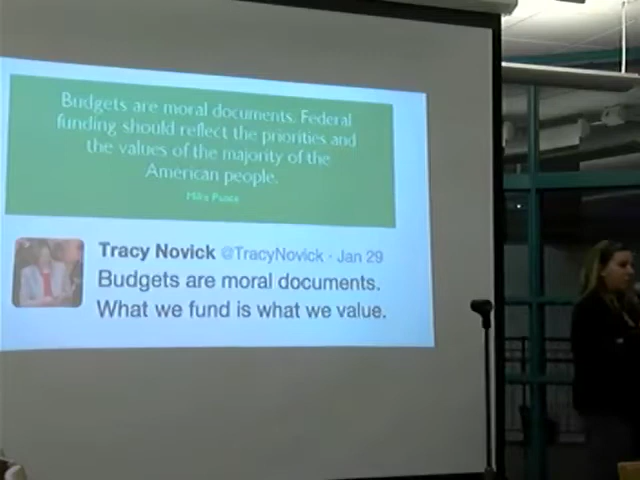 Budgets are moral documents. Federal
funding should reflect the priorities and
the values of the majority of the
American people.
Mike Pence
Tracy Novick @TracyNovick · Jan 29
Budgets are moral documents.
What we fund is what we value.